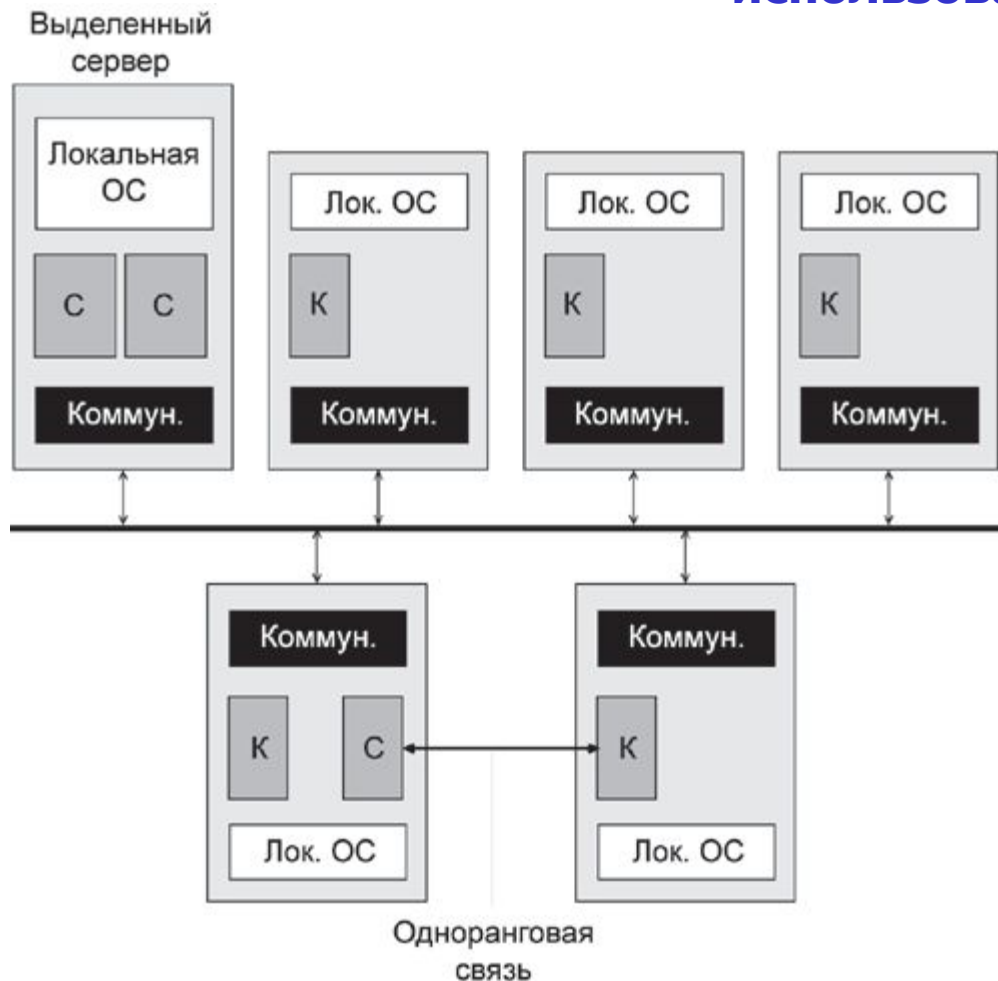 Выделенный
сервер
Локальная
ОС
Лок. ОС
Лок. ОС
Лок. ОС
С
С
К
К
К
Коммун.
Коммун.
Коммун.
Коммун.
Коммун.
Коммун.
К
С
К
Лок. ОС
Лок. ОС
Одноранговая
связь